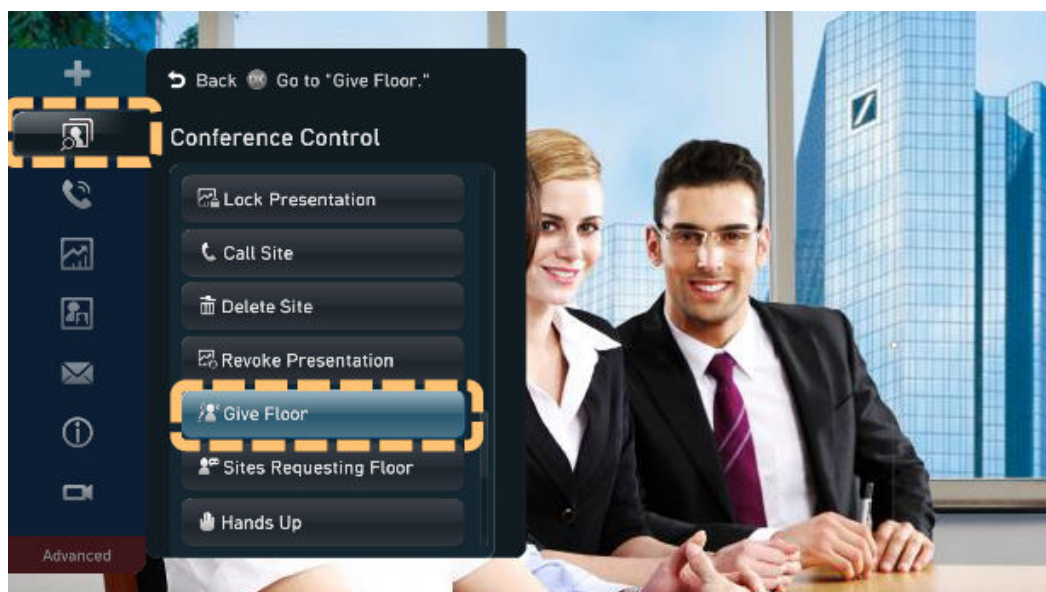 Back OK Go to "Give Floor."
Conference Control
Lock Presentation
Call Site
Delete Site
Revoke Presentation
Give Floor
Sites Requesting Floor
Hands Up
Advanced